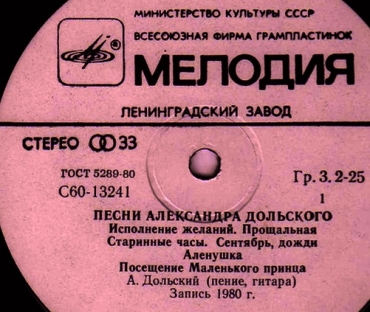 МИНИСТЕРСТВО КУЛЬТУРЫ СССР
ВСЕСОЮЗНАЯ ФИРМА ГРАМПЛАСТИНОК
МЕЛОДИЯ
ЛЕНИНГРАДСКИЙ ЗАВОД
СТЕРЕО 33
ГОСТ 5289-80
С60-13241
Гр. 3. 2-25
1
ПЕСНИ АЛЕКСАНДРА ДОЛЬСКОГО
Исполнение желаний. Прощальная
Старинные часы. Сентябрь, дожди
Аленушка
Посещение Маленького принца
А. Дольский (пение, гитара)
Запись 1980 г.